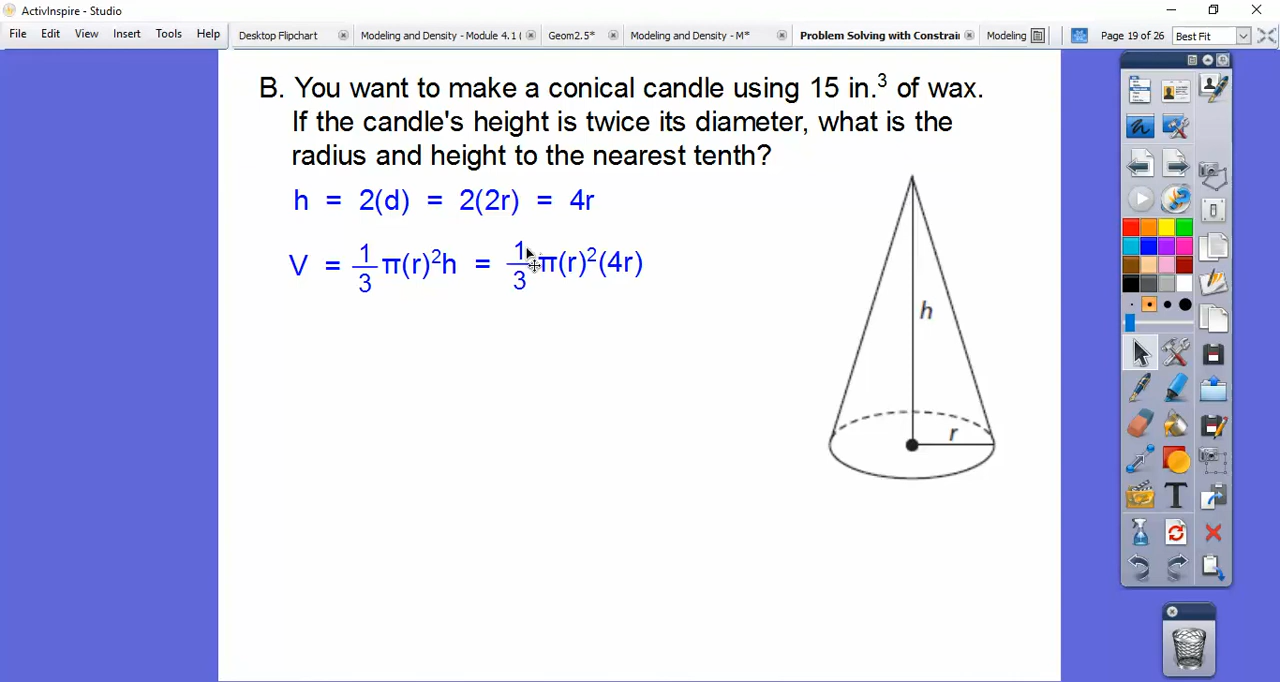 ActivInspire - Studio
File Edit View Insert Tools Help
Desktop Flipchart
Modeling and Density - Module 4.1 (
Geom2.5*
Modeling and Density - M*
Problem Solving with Constrain
Modeling
Page 19 of 26
Best Fit
B. You want to make a conical candle using 15 in.³ of wax.
If the candle's height is twice its diameter, what is the
radius and height to the nearest tenth?
h = 2(d) = 2(2r) = 4r
V = 1/3 π(r)²h = 1/3 π(r)²(4r)
h
r